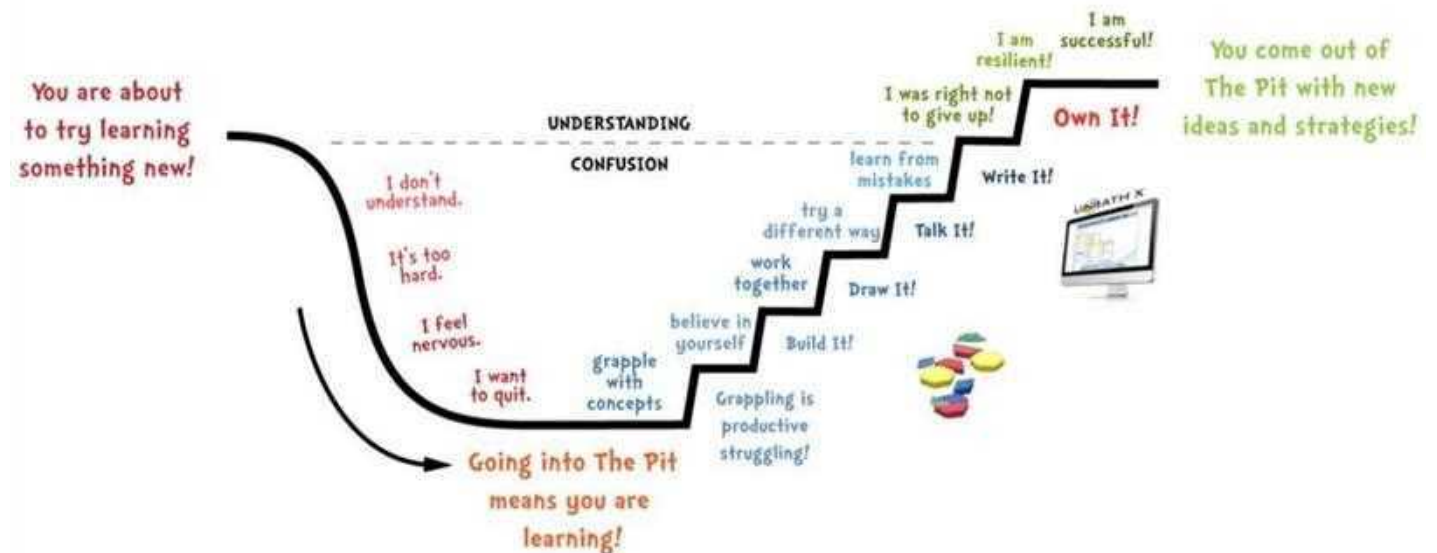 You are about
to try learning
something new!
UNDERSTANDING
CONFUSION
I don't
understand.
It's too
hard.
I feel
nervous.
I want
to quit.
Going into The Pit
means you are
learning!
grapple
with
concepts
Grappling is
productive
struggling!
believe in
yourself
Build It!
work
together
Draw It!
try a
different way
Talk It!
learn from
mistakes
Write It!
I was right not
to give up!
Own It!
I am
resilient!
I am
successful!
You come out of
The Pit with new
ideas and strategies!